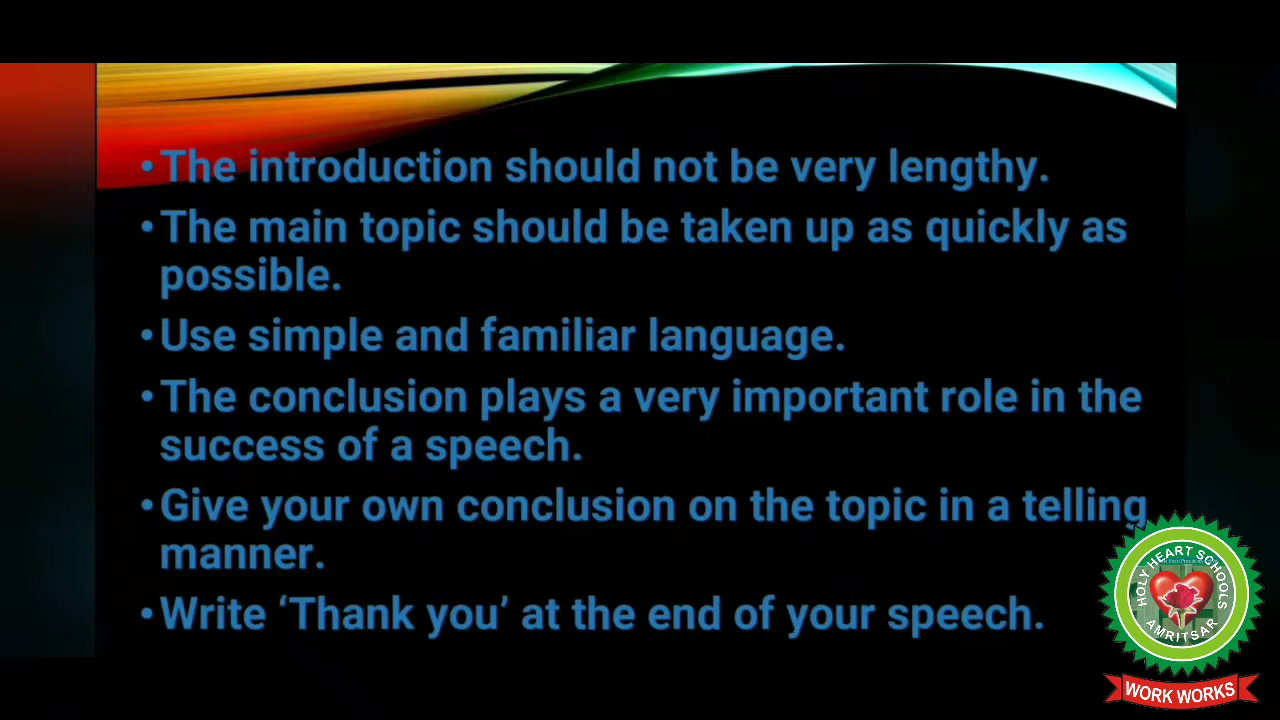 •The introduction should not be very lengthy.
•The main topic should be taken up as quickly as
possible.
•Use simple and familiar language.
•The conclusion plays a very important role in the
success of a speech.
•Give your own conclusion on the topic in a telling
manner.
•Write ‘Thank you’ at the end of your speech.
HOLY HEART SCHOOLS
AMRITSAR
WORK WORKS